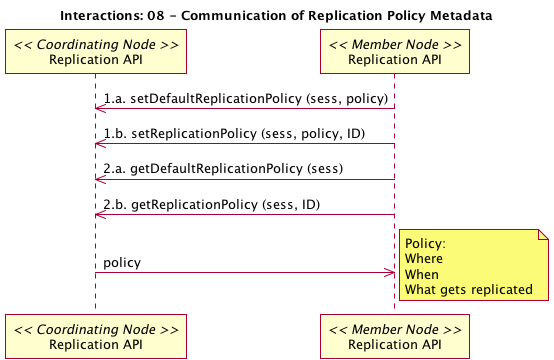 Interactions: 08 - Communication of Replication Policy Metadata
<< Coordinating Node >>
Replication API
<< Member Node >>
Replication API
1.a. setDefaultReplicationPolicy (sess, policy)
1.b. setReplicationPolicy (sess, policy, ID)
2.a. getDefaultReplicationPolicy (sess)
2.b. getReplicationPolicy (sess, ID)
policy
Policy:
Where
When
What gets replicated
<< Coordinating Node >>
Replication API
<< Member Node >>
Replication API